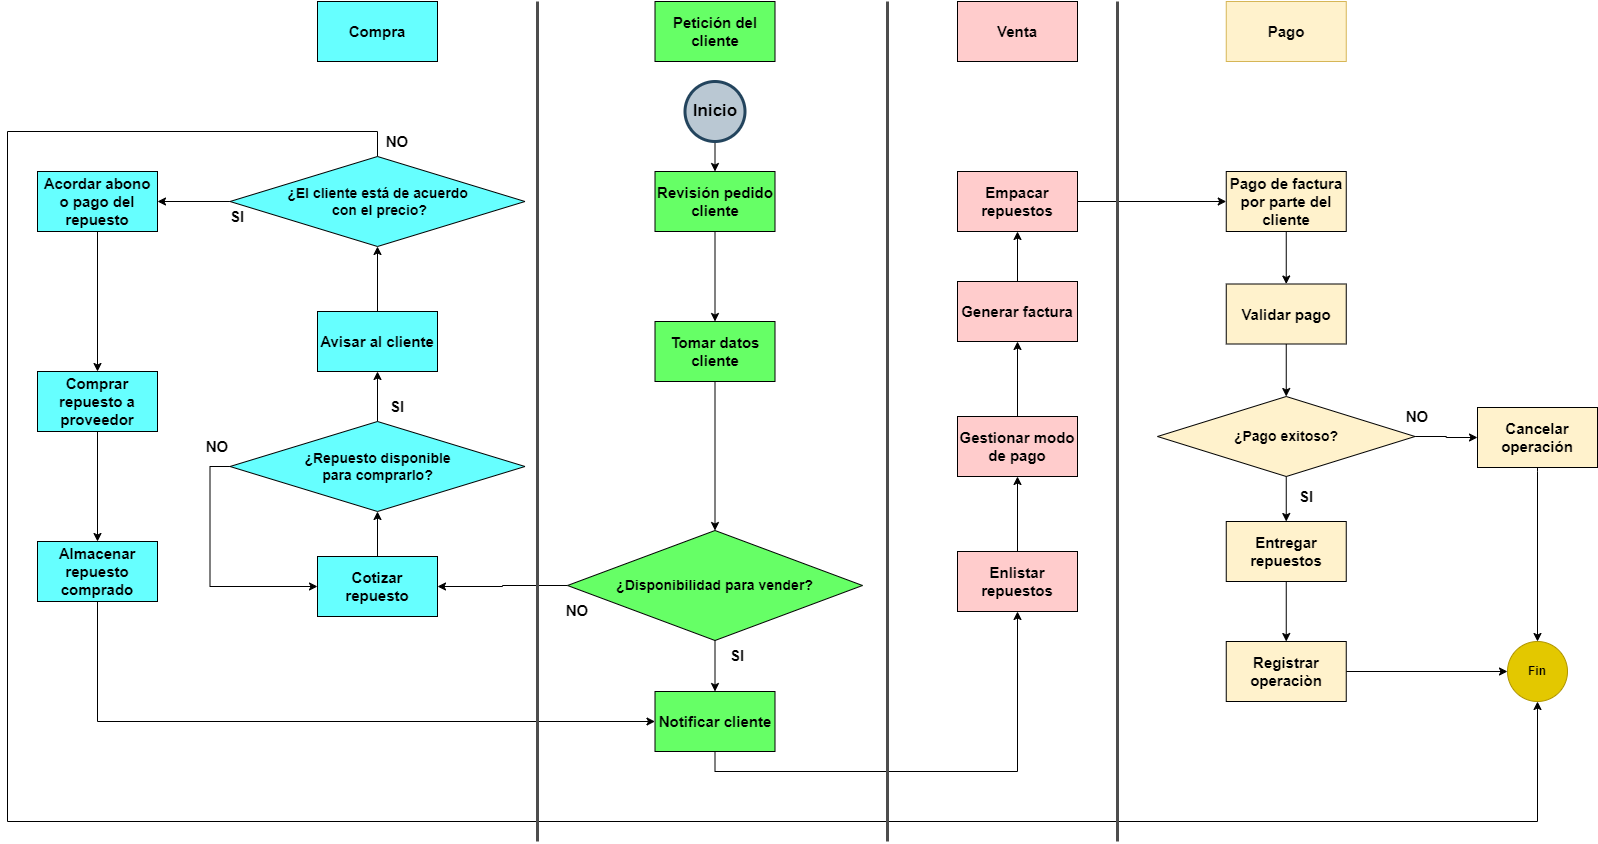 Compra
Petición del
cliente
Venta
Pago
Inicio
NO
¿El cliente está de acuerdo
con el precio?
SI
Acordar abono
o pago del
repuesto
Revisión pedido
cliente
Empacar
repuestos
Pago de factura
por parte del
cliente
Avisar al cliente
Tomar datos
cliente
Generar factura
Validar pago
Comprar
repuesto a
proveedor
SI
NO
¿Repuesto disponible
para comprarlo?
Gestionar modo
de pago
¿Pago exitoso?
NO
Cancelar
operación
SI
Almacenar
repuesto
comprado
Cotizar
repuesto
¿Disponibilidad para vender?
NO
SI
Enlistar
repuestos
Entregar
repuestos
Notificar cliente
Registrar
operaciòn
Fin